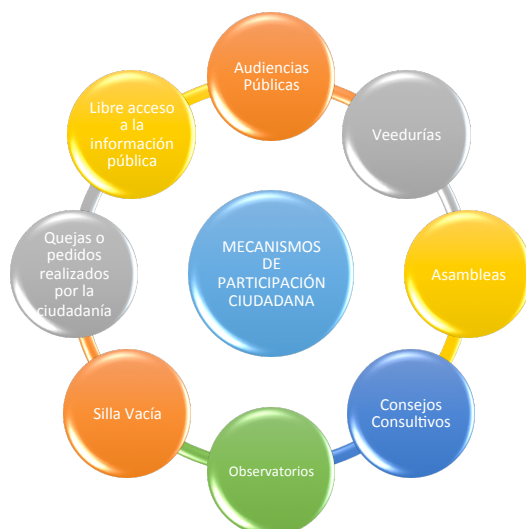 Audiencias
Públicas
Veedurías
Asambleas
Consejos
Consultivos
Observatorios
Silla Vacía
Quejas o
pedidos
realizados
por la
ciudadanía
Libre acceso
a la
información
pública
MECANISMOS
DE
PARTICIPACIÓN
CIUDADANA